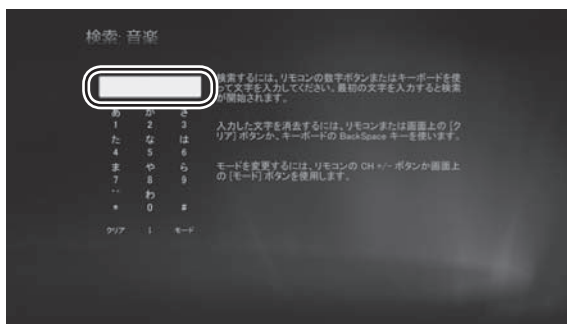 検索: 音楽
検索するには、リモコンの数字ボタンまたはキーボードを使
って文字を入力してください。最初の文字を入力すると検索
が開始されます。
あ か さ
1 2 3
入力した文字を消去するには、リモコンまたは画面上の [ク
リア] ボタンか、キーボードの BackSpace キーを使います。
た な は
4 5 6
モードを変更するには、リモコンの CH +/- ボタンか画面上
の [モード] ボタンを使用します。
ま や ら
7 8 9
わ
* 0 #
クリア モード